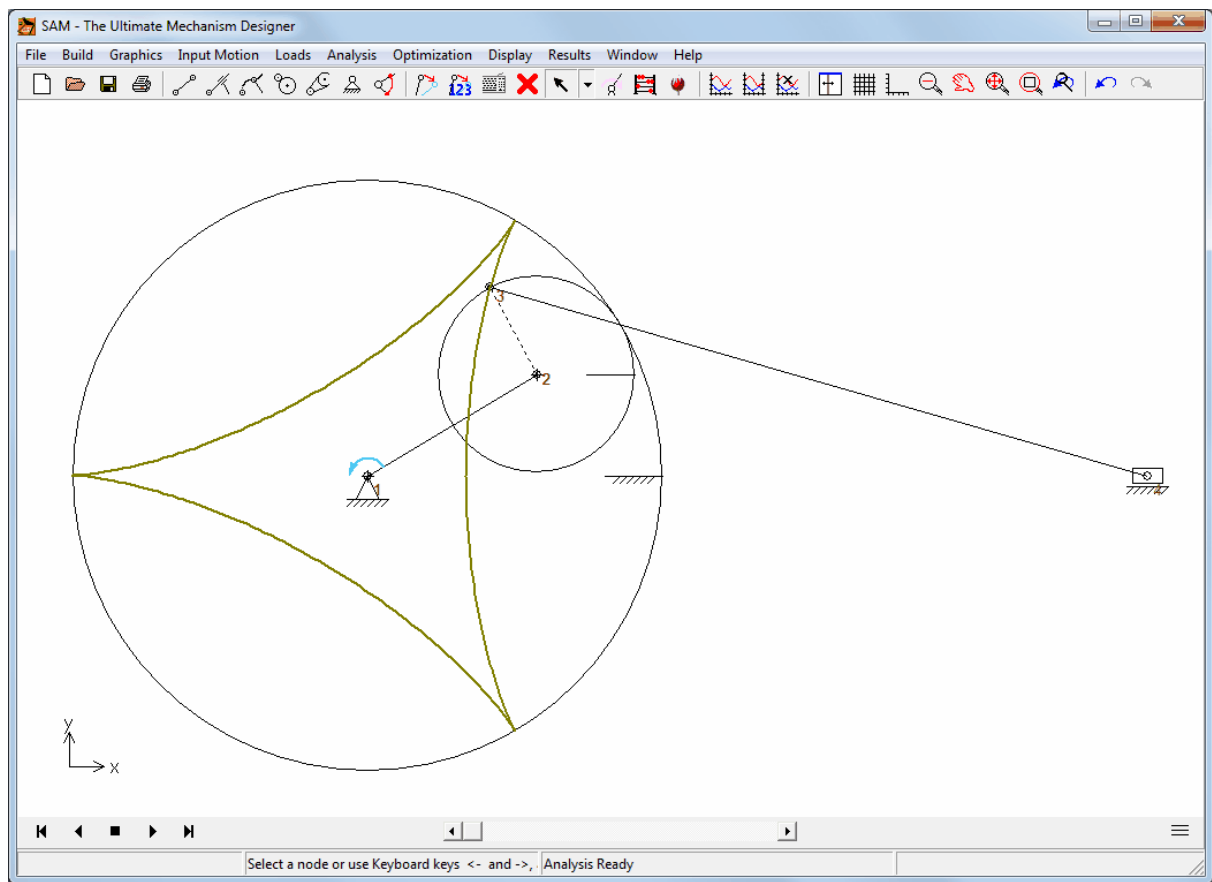 SAM - The Ultimate Mechanism Designer
File Build Graphics Input Motion Loads Analysis Optimization Display Results Window Help
123
3
2
1
4
y
x
Select a node or use Keyboard keys <- and ->, Analysis Ready